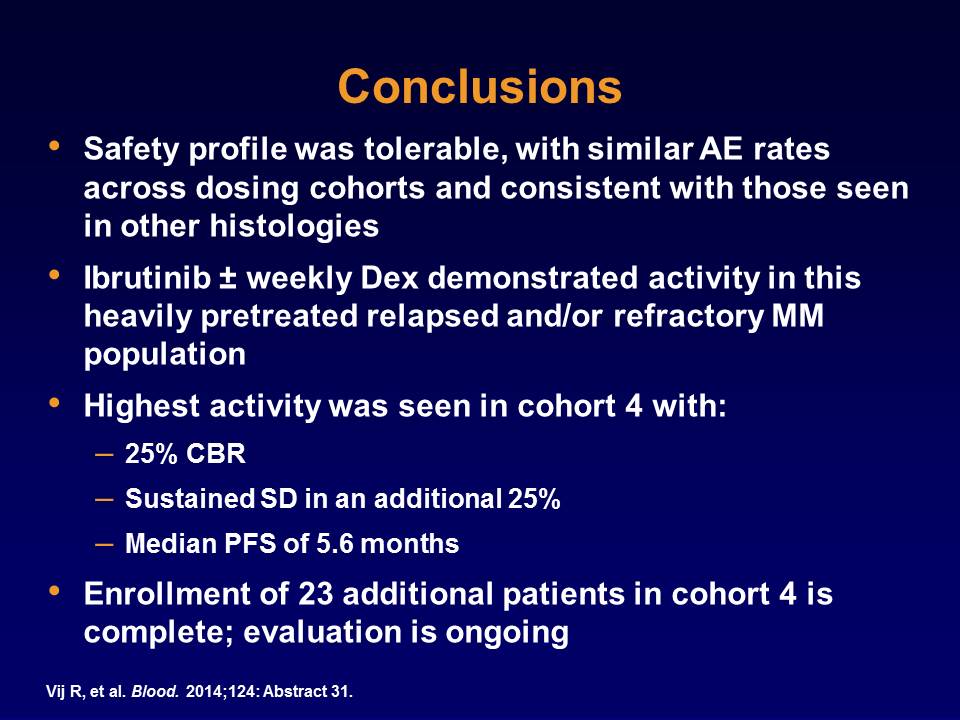 Conclusions
• Safety profile was tolerable, with similar AE rates
across dosing cohorts and consistent with those seen
in other histologies
• Ibrutinib ± weekly Dex demonstrated activity in this
heavily pretreated relapsed and/or refractory MM
population
• Highest activity was seen in cohort 4 with:
– 25% CBR
– Sustained SD in an additional 25%
– Median PFS of 5.6 months
• Enrollment of 23 additional patients in cohort 4 is
complete; evaluation is ongoing
Vij R, et al. Blood. 2014;124: Abstract 31.